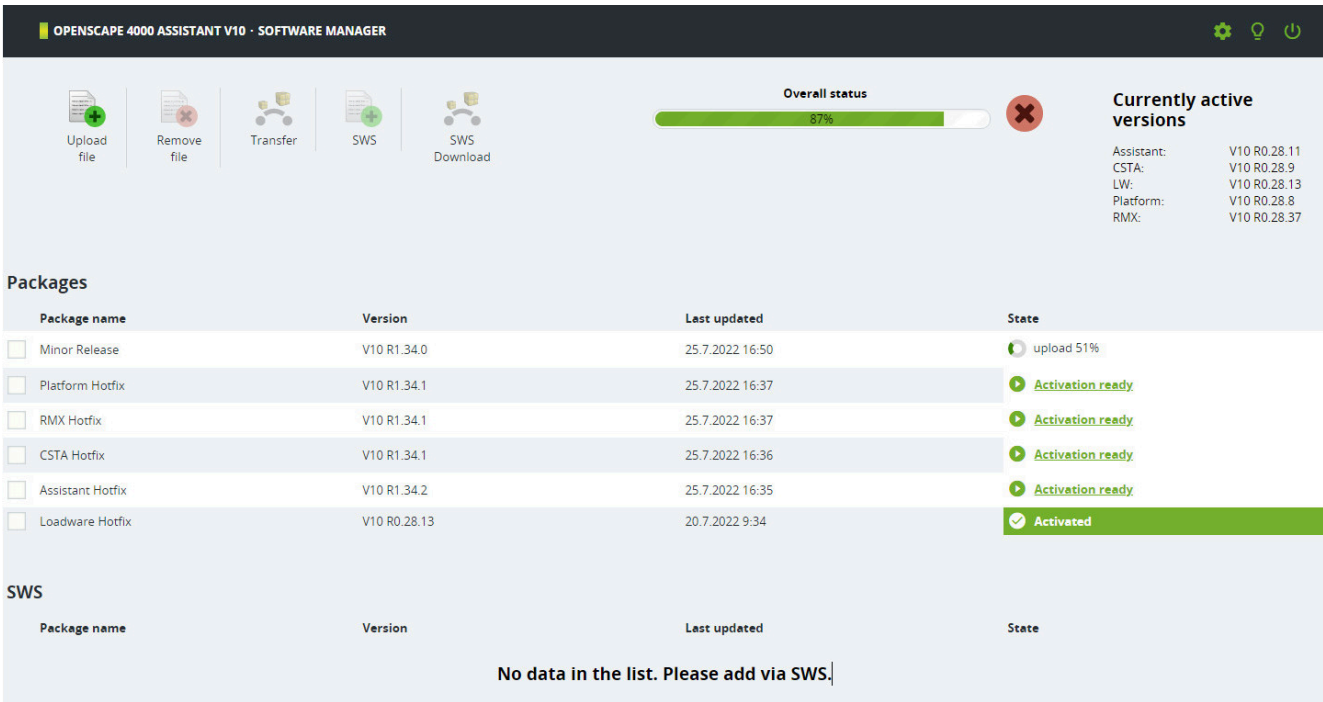 OPENSCAPE 4000 ASSISTANT V10 · SOFTWARE MANAGER
Upload file
Remove file
Transfer
SWS
SWS Download
Overall status
87%
Currently active versions
Assistant: V10 R0.28.11
CSTA: V10 R0.28.9
LW: V10 R0.28.13
Platform: V10 R0.28.8
RMX: V10 R0.28.37
Packages
Package name Version Last updated State
Minor Release V10 R1.34.0 25.7.2022 16:50 upload 51%
Platform Hotfix V10 R1.34.1 25.7.2022 16:37 Activation ready
RMX Hotfix V10 R1.34.1 25.7.2022 16:37 Activation ready
CSTA Hotfix V10 R1.34.1 25.7.2022 16:36 Activation ready
Assistant Hotfix V10 R1.34.2 25.7.2022 16:35 Activation ready
Loadware Hotfix V10 R0.28.13 20.7.2022 9:34 Activated
SWS
Package name Version Last updated State
No data in the list. Please add via SWS.